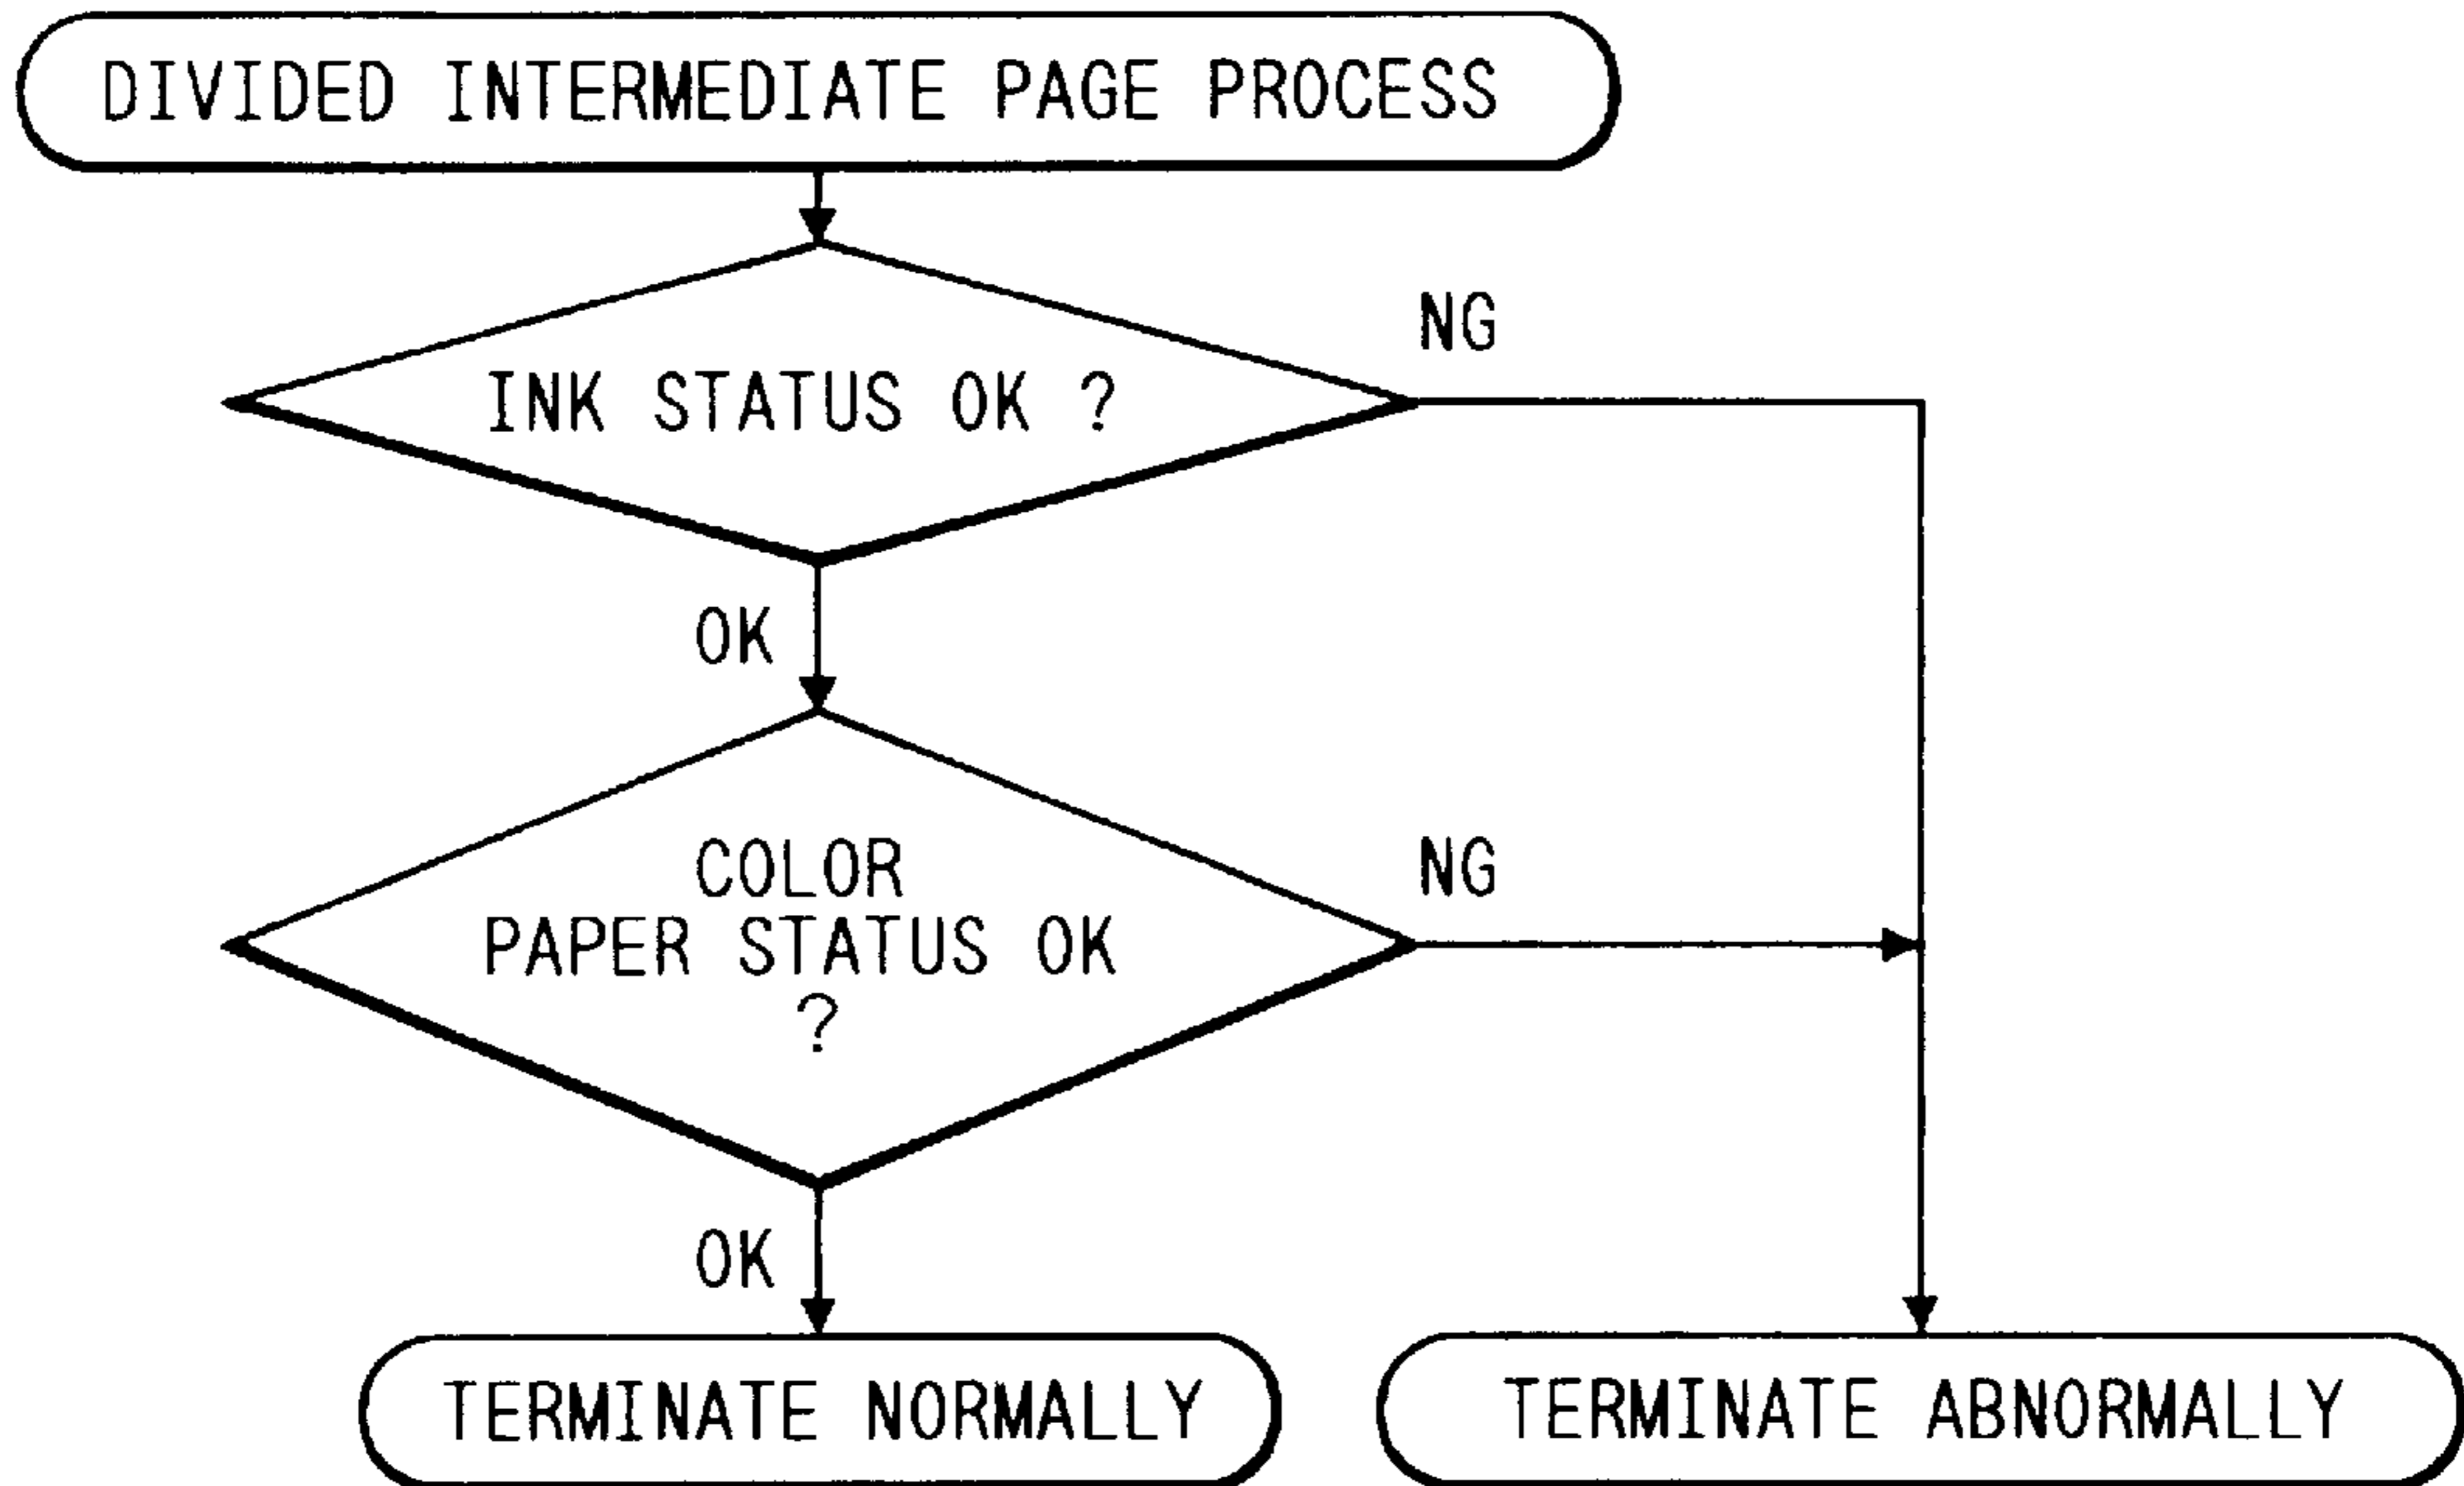 DIVIDED INTERMEDIATE PAGE PROCESS
NG
INK STATUS OK ?
OK
COLOR
PAPER STATUS OK
?
NG
OK
TERMINATE NORMALLY
TERMINATE ABNORMALLY